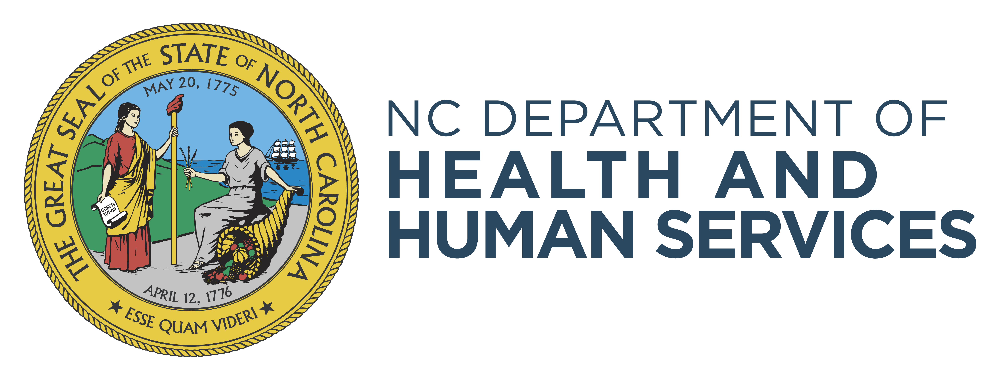 THE GREAT SEAL OF THE STATE OF NORTH CAROLINA
MAY 20, 1775
CONSTI-
TUTION
APRIL 12, 1776
★ ESSE QUAM VIDERI ★
NC DEPARTMENT OF
HEALTH AND
HUMAN SERVICES